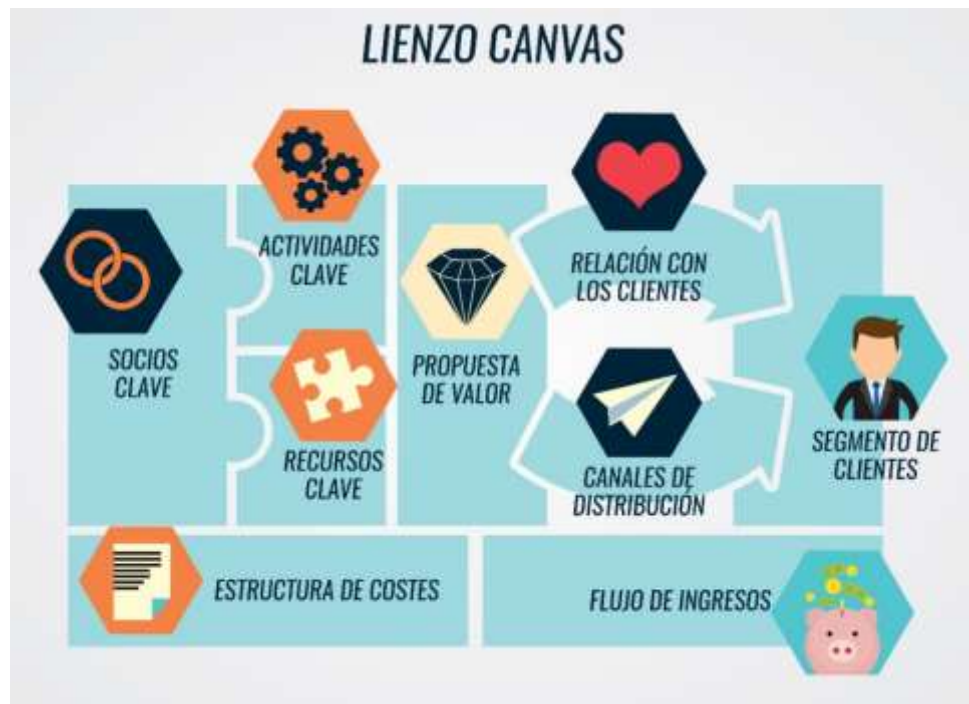 LIENZO CANVAS
SOCIOS
CLAVE
ACTIVIDADES
CLAVE
RECURSOS
CLAVE
PROPUESTA
DE VALOR
RELACIÓN CON
LOS CLIENTES
CANALES DE
DISTRIBUCIÓN
SEGMENTO DE
CLIENTES
ESTRUCTURA DE COSTES
FLUJO DE INGRESOS